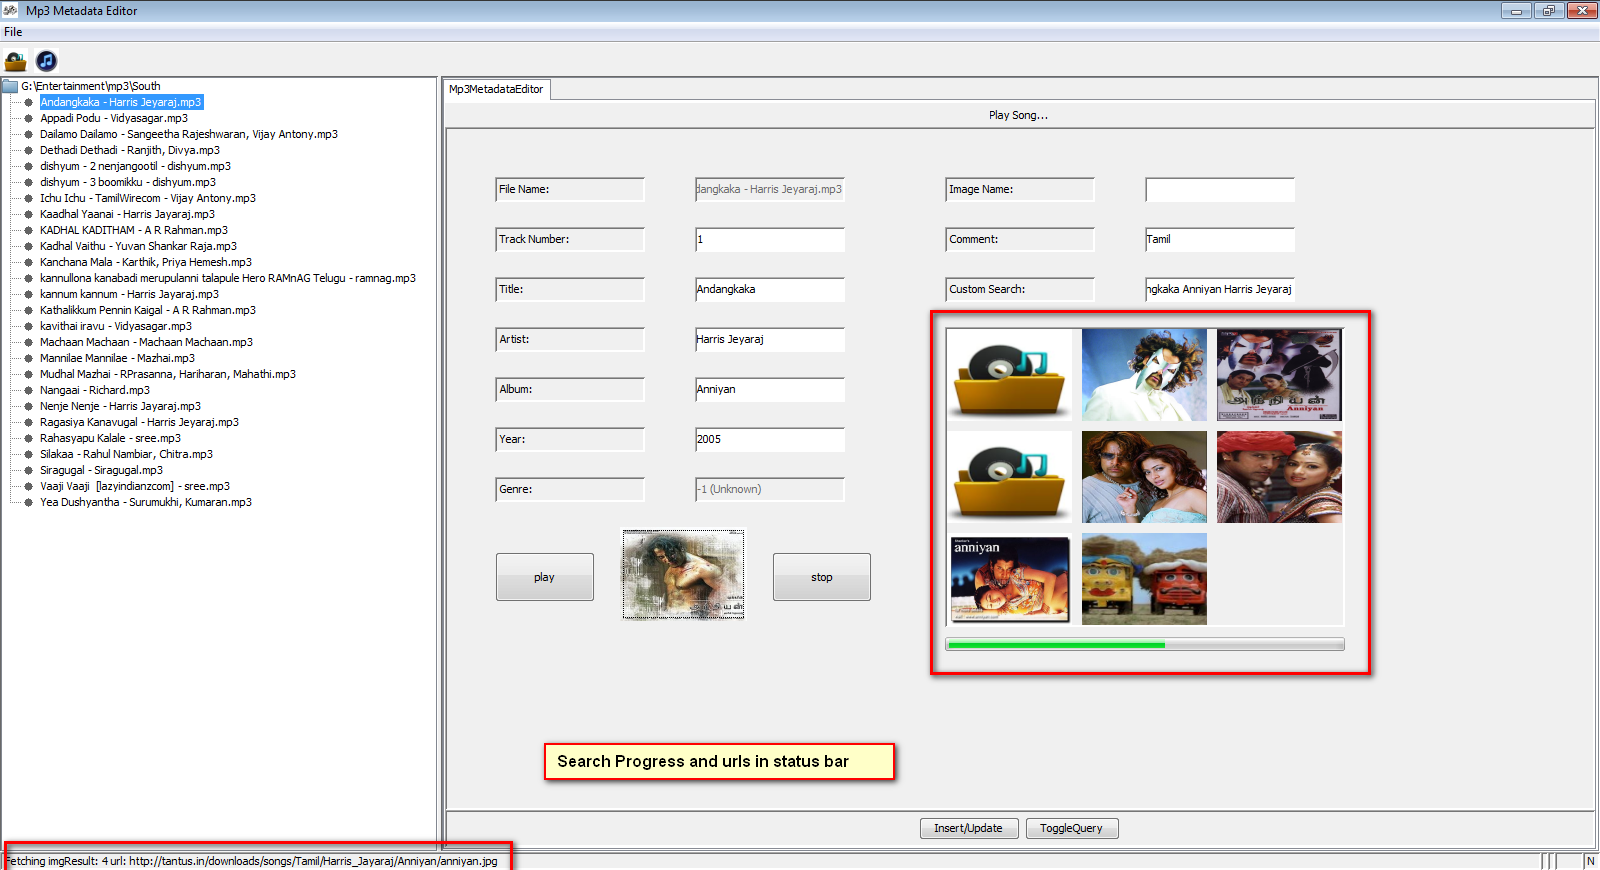 Mp3 Metadata Editor
File
G:\Entertainment\mp3\South
Andangkaka - Harris Jeyaraj.mp3
Appadi Podu - Vidyasagar.mp3
Dailamo Dailamo - Sangeetha Rajeshwaran, Vijay Antony.mp3
Dethadi Dethadi - Ranjith, Divya.mp3
dishyum - 2 nenjangootil - dishyum.mp3
dishyum - 3 boomikku - dishyum.mp3
Ichu Ichu - TamilWirecom - Vijay Antony.mp3
Kaadhal Yaanai - Harris Jayaraj.mp3
KADHAL KADITHAM - A R Rahman.mp3
Kadhal Vaithu - Yuvan Shankar Raja.mp3
Kanchana Mala - Karthik, Priya Hemesh.mp3
kannullona kanabadi merupulanni talapule Hero RAMnAG Telugu - ramnag.mp3
kannum kannum - Harris Jayaraj.mp3
Kathalikkum Pennin Kaigal - A R Rahman.mp3
kavithai iravu - Vidyasagar.mp3
Machaan Machaan - Machaan Machaan.mp3
Mannilae Mannilae - Mazhai.mp3
Mudhal Mazhai - RPrasanna, Hariharan, Mahathi.mp3
Nangaai - Richard.mp3
Nenje Nenje - Harris Jayaraj.mp3
Ragasiya Kanavugal - Harris Jeyaraj.mp3
Rahasyapu Kalale - sree.mp3
Silakaa - Rahul Nambiar, Chitra.mp3
Siragugal - Siragugal.mp3
Vaaji Vaaji [lazyindianzcom] - sree.mp3
Yea Dushyantha - Surumukhi, Kumaran.mp3
Mp3MetadataEditor
Play Song...
File Name: dangkaka - Harris Jeyaraj.mp3
Track Number: 1
Title: Andangkaka
Artist: Harris Jeyaraj
Album: Anniyan
Year: 2005
Genre: -1 (Unknown)
play
அந்நியன்
stop
Image Name:
Comment: Tamil
Custom Search: ngkaka Anniyan Harris Jeyaraj
அந்நியன்
Anniyan
anniyan
Search Progress and urls in status bar
Insert/Update ToggleQuery
Fetching imgResult: 4 url: http://tantus.in/downloads/songs/Tamil/Harris_Jayaraj/Anniyan/anniyan.jpg
N